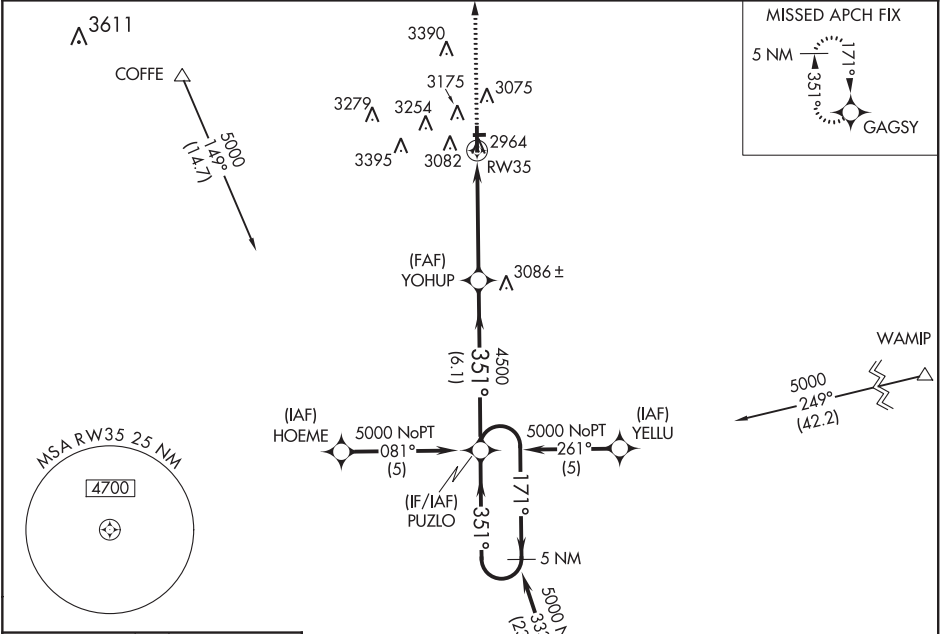 3611
COFFE
5000
149°
(14.7)
3390
3175
3075
3279
3254
3395
3082
2964
RW35
MISSED APCH FIX
5 NM
351°
171°
GAGSY
(FAF)
YOHUP
3086 ±
4500
351°
(6.1)
WAMIP
5000
249°
(42.2)
(IAF)
HOEME
5000 NoPT
081°
(5)
5000 NoPT
261°
(5)
(IAF)
YELLU
(IF/IAF)
PUZLO
351°
171°
5 NM
MSA RW35 25 NM
4700
5000